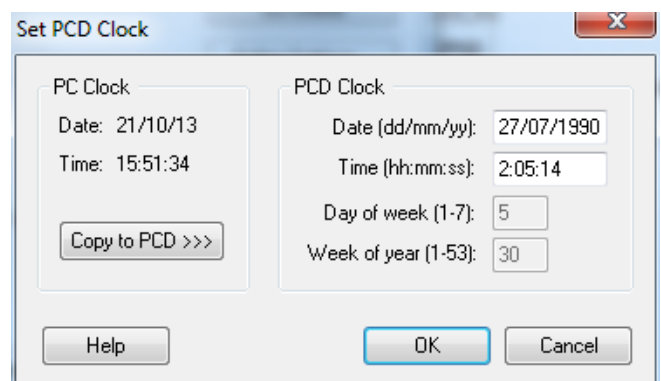 Set PCD Clock
x
PC Clock
Date: 21/10/13
Time: 15:51:34
Copy to PCD >>>
PCD Clock
Date (dd/mm/yy): 27/07/1990
Time (hh:mm:ss): 2:05:14
Day of week (1-7): 5
Week of year (1-53): 30
Help
OK
Cancel